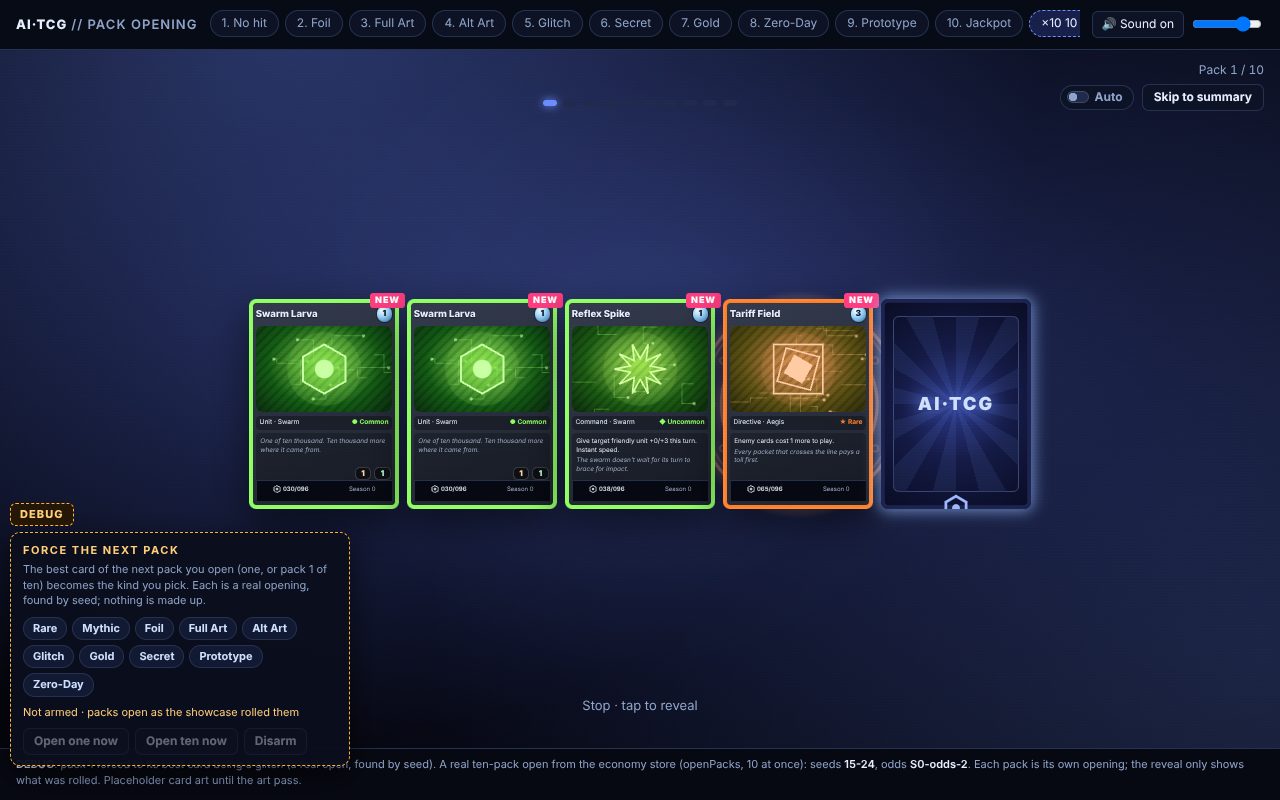 AI·TCG // PACK OPENING
1. No hit
2. Foil
3. Full Art
4. Alt Art
5. Glitch
6. Secret
7. Gold
8. Zero-Day
9. Prototype
10. Jackpot
×10 10
🔊 Sound on
Pack 1 / 10
Auto
Skip to summary
NEW
Swarm Larva
1
Unit · Swarm
Common
One of ten thousand. Ten thousand more
where it came from.
1 1
030/096
Season 0
NEW
Swarm Larva
1
Unit · Swarm
Common
One of ten thousand. Ten thousand more
where it came from.
1 1
030/096
Season 0
NEW
Reflex Spike
1
Command · Swarm
Uncommon
Give target friendly unit +0/+3 this turn.
Instant speed.
The swarm doesn't wait for its turn to
brace for impact.
038/096
Season 0
NEW
Tariff Field
3
Directive · Aegis
Rare
Enemy cards cost 1 more to play.
Every packet that crosses the line pays a
toll first.
065/096
Season 0
AI·TCG
DEBUG
FORCE THE NEXT PACK
The best card of the next pack you open (one, or pack 1 of
ten) becomes the kind you pick. Each is a real opening,
found by seed; nothing is made up.
Rare
Mythic
Foil
Full Art
Alt Art
Glitch
Gold
Secret
Prototype
Zero-Day
Not armed · packs open as the showcase rolled them
Open one now
Open ten now
Disarm
Stop · tap to reveal
found by seed). A real ten-pack open from the economy store (openPacks, 10 at once): seeds 15-24, odds S0-odds-2. Each pack is its own opening; the reveal only shows
what was rolled. Placeholder card art until the art pass.